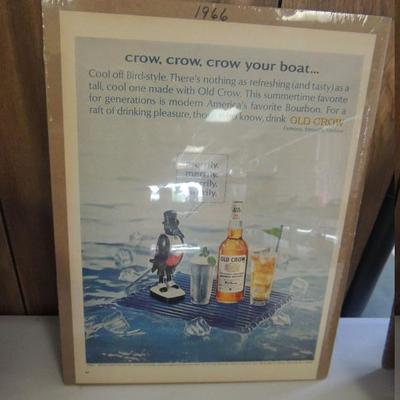 1966
crow, crow, crow your boat...
Cool off Bird-style. There's nothing as refreshing (and tasty) as a
tall, cool one made with Old Crow. This summertime favorite
for generations is modern America's favorite Bourbon. For a
raft of drinking pleasure, those who know, drink OLD CROW
merrily.
merrily.
merrily.
merrily.
OLD CROW